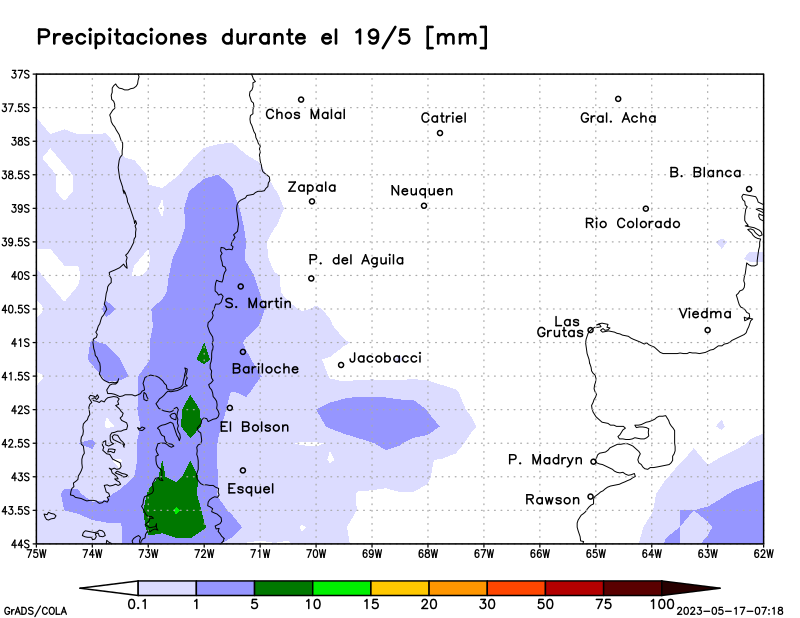 Precipitaciones durante el 19/5 [mm]
37S
37.5S
38S
38.5S
39S
39.5S
40S
40.5S
41S
41.5S
42S
42.5S
43S
43.5S
44S
Chos Malal
Catriel
Gral. Acha
B. Blanca
Zapala
Neuquen
Rio Colorado
P. del Aguila
S. Martin
Las
Grutas
Viedma
Bariloche
Jacobacci
El Bolson
P. Madryn
Esquel
Rawson
75W 74W 73W 72W 71W 70W 69W 68W 67W 66W 65W 64W 63W 62W
0.1 1 5 10 15 20 30 50 75 100
GrADS/COLA
2023-05-17-07:18